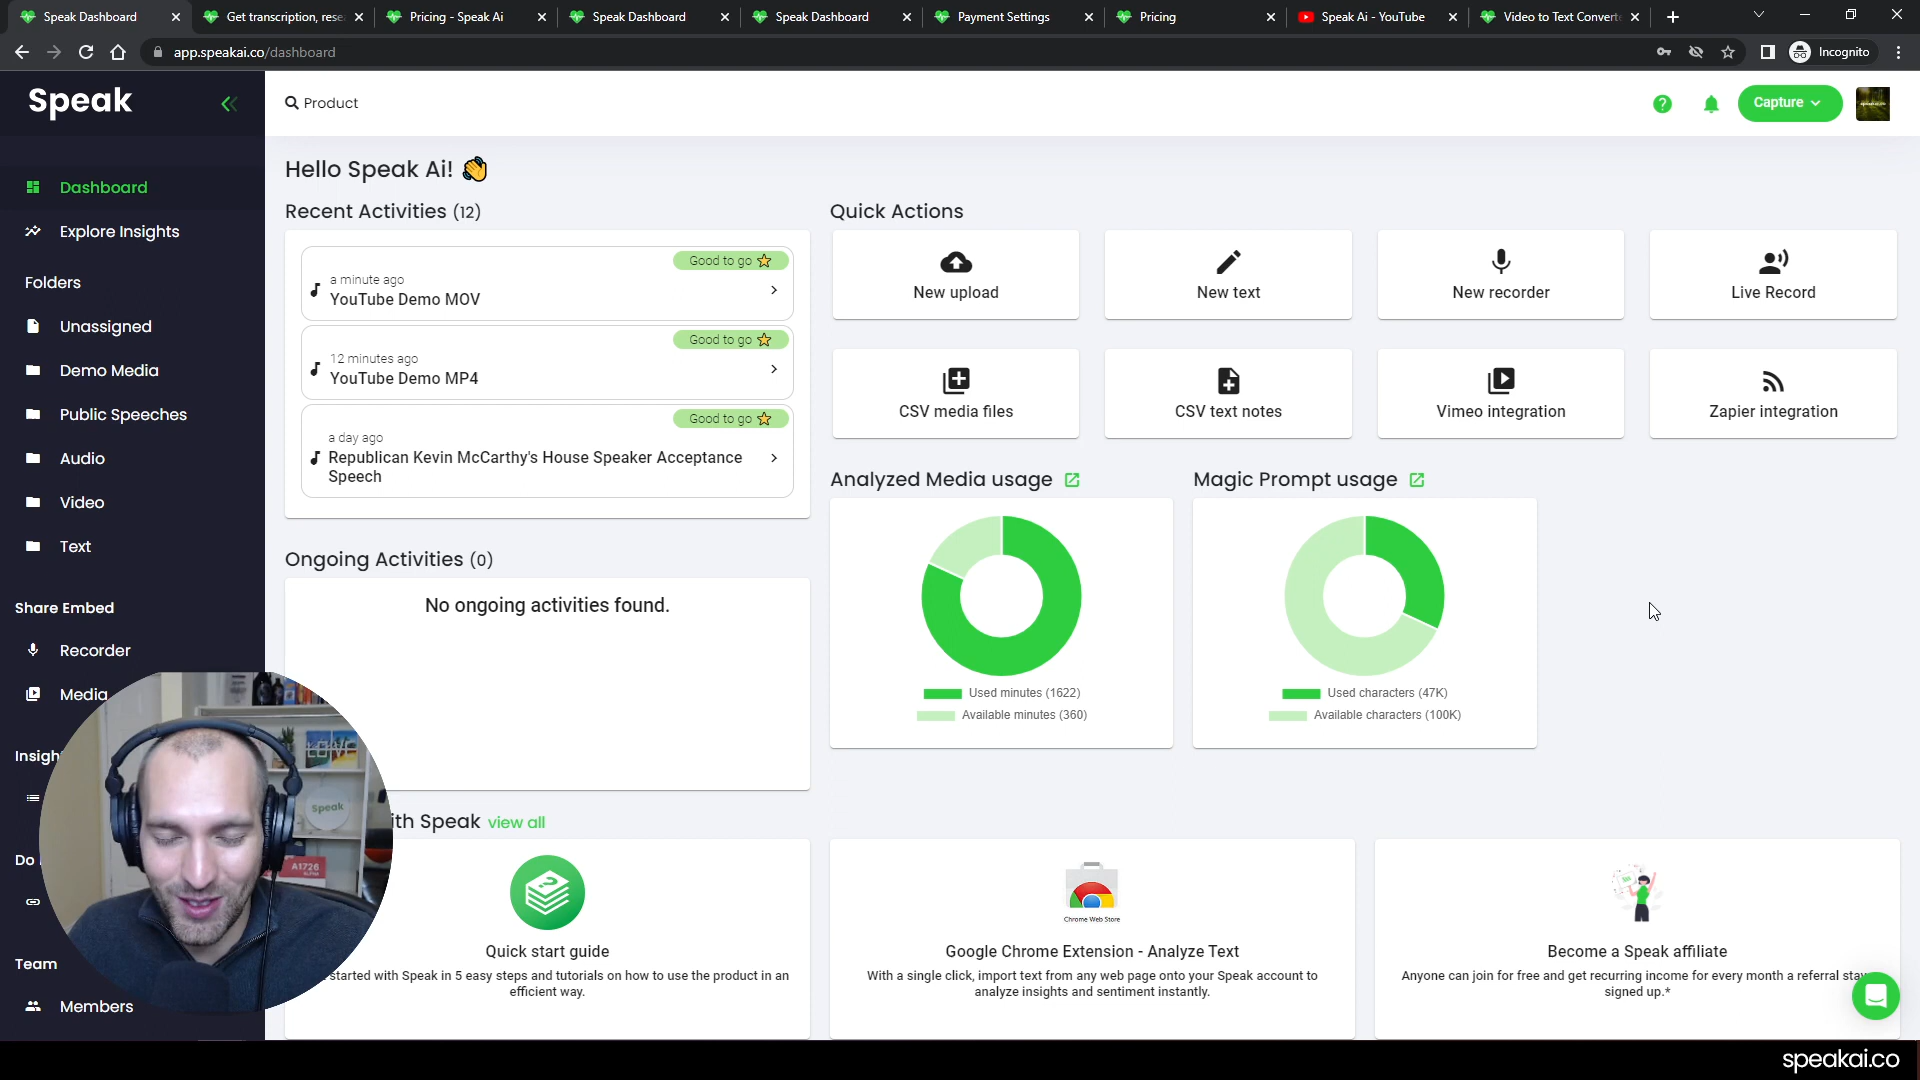 Speak Dashboard
Get transcription, rese
Pricing - Speak Ai
Speak Dashboard
Speak Dashboard
Payment Settings
Pricing
Speak Ai - YouTube
Video to Text Converte
app.speakai.co/dashboard
Incognito
Speak
Product
Capture
Hello Speak Ai!
Dashboard
Explore Insights
Folders
Unassigned
Demo Media
Public Speeches
Audio
Video
Text
Share Embed
Recorder
Media
Insigh
Do
Team
Members
Recent Activities (12)
Good to go
a minute ago
YouTube Demo MOV
Good to go
12 minutes ago
YouTube Demo MP4
Good to go
a day ago
Republican Kevin McCarthy's House Speaker Acceptance
Speech
Ongoing Activities (0)
No ongoing activities found.
Quick Actions
New upload
New text
New recorder
Live Record
CSV media files
CSV text notes
Vimeo integration
Zapier integration
Analyzed Media usage
Used minutes (1622)
Available minutes (360)
Magic Prompt usage
Used characters (47K)
Available characters (100K)
ith Speak view all
Quick start guide
started with Speak in 5 easy steps and tutorials on how to use the product in an
efficient way.
Chrome Web Store
Google Chrome Extension - Analyze Text
With a single click, import text from any web page onto your Speak account to
analyze insights and sentiment instantly.
Become a Speak affiliate
Anyone can join for free and get recurring income for every month a referral stay
signed up.*
LOVE
Speak
A1726
speakai.co